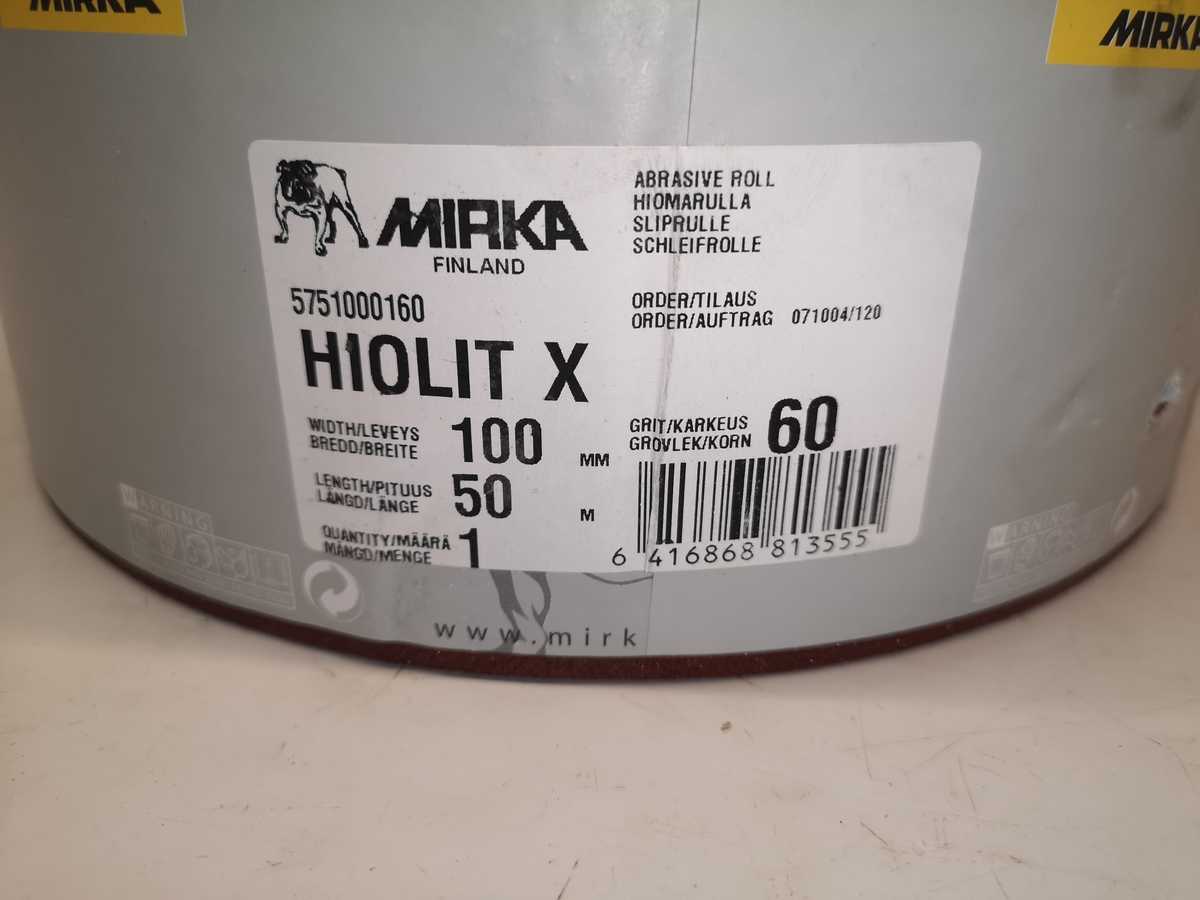 MIRKA
MIRKA
MIRKA
FINLAND
5751000160
HIOLIT X
WIDTH/LEVEYS
BREDD/BREITE
100 MM
LENGTH/PITUUS
LÄNGD/LÄNGE
50 M
QUANTITY/MÄÄRÄ
MÄNGD/MENGE
1
ABRASIVE ROLL
HIOMARULLA
SLIPRULLE
SCHLEIFROLLE
ORDER/TILAUS
ORDER/AUFTRAG 071004/120
GRIT/KARKEUS
GROVLEK/KORN
60
6 416868 813555
WARNING
WARNING
www.mirk